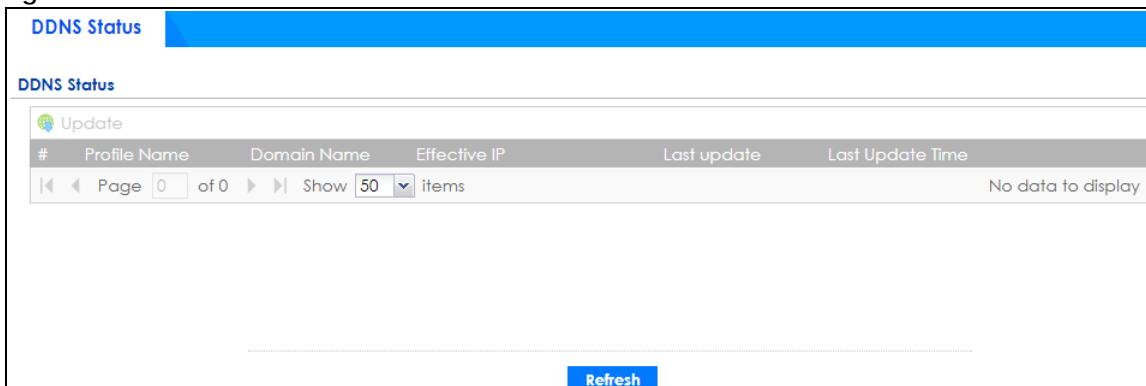 DDNS Status
DDNS Status
Update
# Profile Name Domain Name Effective IP Last update Last Update Time
Page 0 of 0 Show 50 items No data to display
Refresh